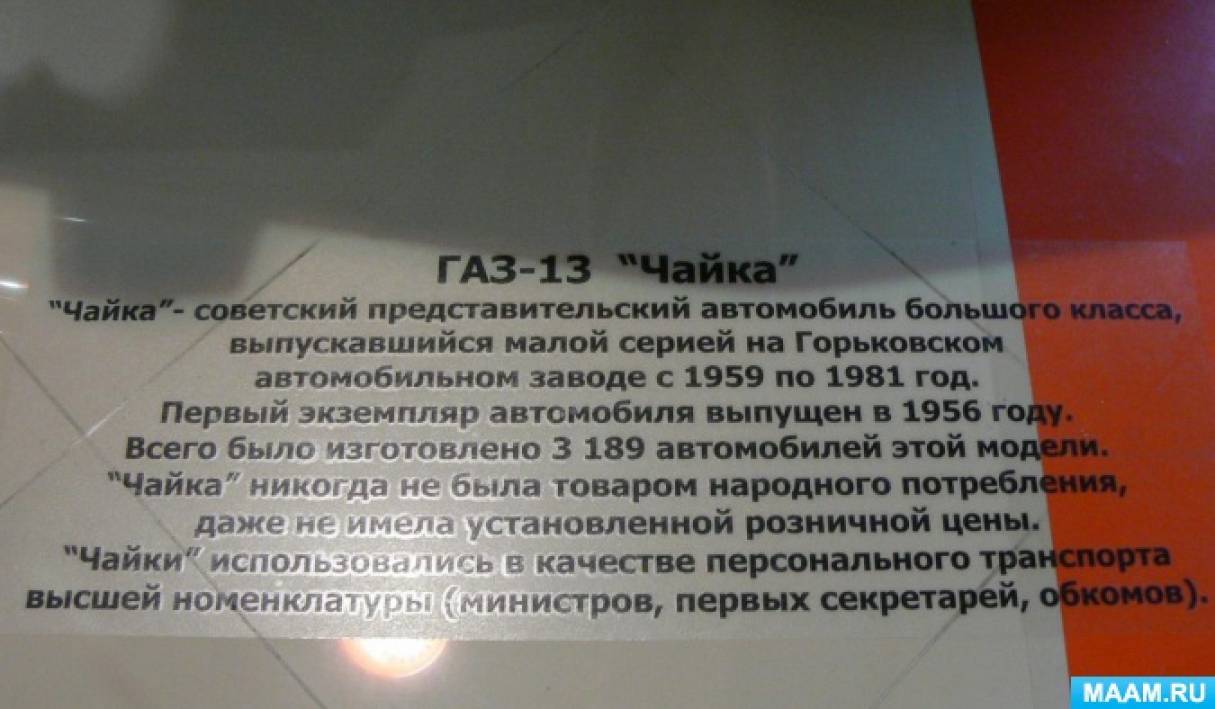 ГАЗ-13 "Чайка"
"Чайка"- советский представительский автомобиль большого класса,
выпускавшийся малой серией на Горьковском
автомобильном заводе с 1959 по 1981 год.
Первый экземпляр автомобиля выпущен в 1956 году.
Всего было изготовлено 3 189 автомобилей этой модели.
"Чайка" никогда не была товаром народного потребления,
даже не имела установленной розничной цены.
"Чайки" использовались в качестве персонального транспорта
высшей номенклатуры (министров, первых секретарей, обкомов).
MAAM.RU